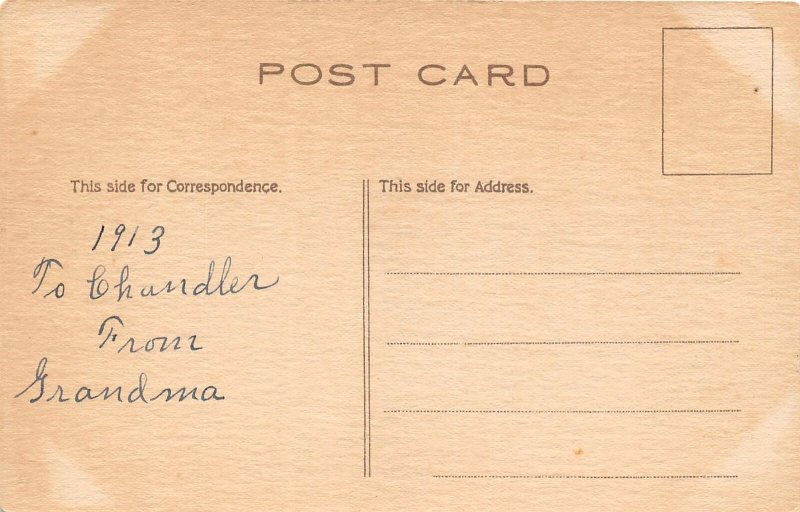 POST CARD
This side for Correspondence.
This side for Address.
1913
To Chandler
From
Grandma